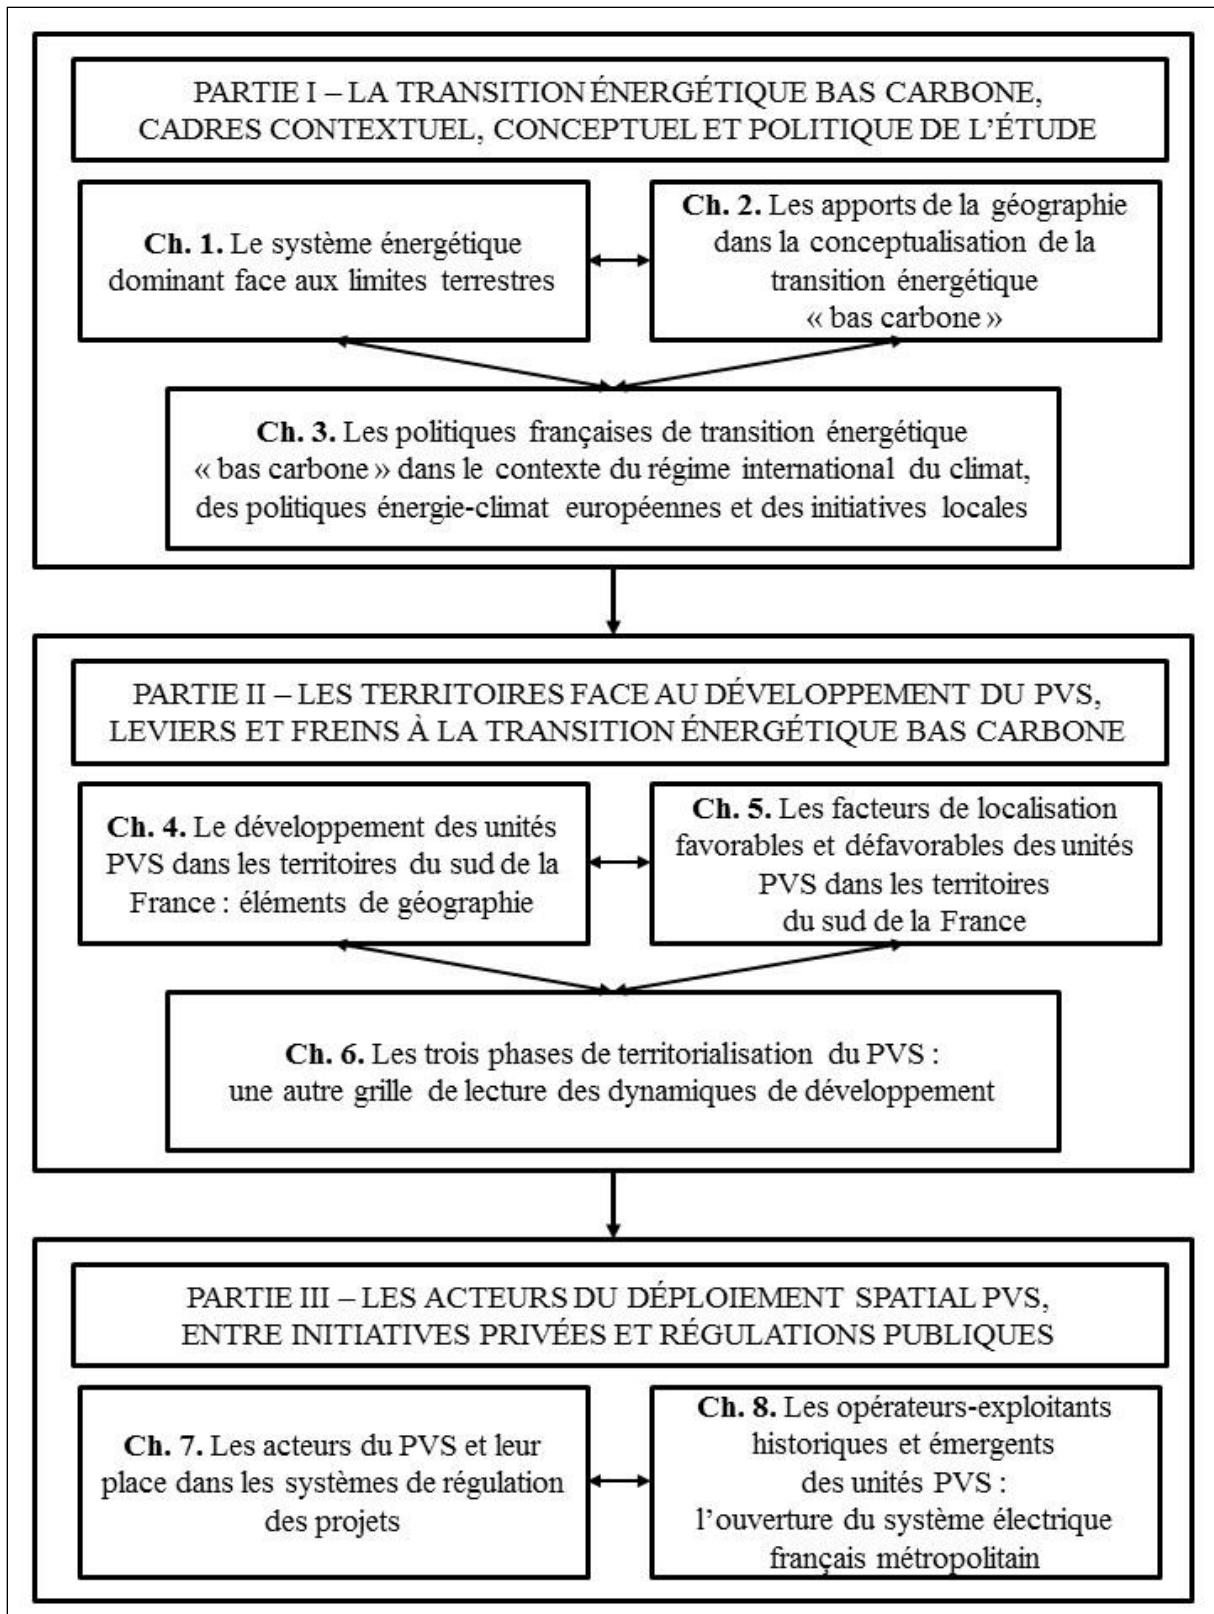 PARTIE I – LA TRANSITION ÉNERGÉTIQUE BAS CARBONE,
CADRES CONTEXTUEL, CONCEPTUEL ET POLITIQUE DE L’ÉTUDE
Ch. 1. Le système énergétique
dominant face aux limites terrestres
Ch. 2. Les apports de la géographie
dans la conceptualisation de la
transition énergétique
« bas carbone »
Ch. 3. Les politiques françaises de transition énergétique
« bas carbone » dans le contexte du régime international du climat,
des politiques énergie-climat européennes et des initiatives locales
PARTIE II – LES TERRITOIRES FACE AU DÉVELOPPEMENT DU PVS,
LEVIERS ET FREINS À LA TRANSITION ÉNERGÉTIQUE BAS CARBONE
Ch. 4. Le développement des unités
PVS dans les territoires du sud de la
France : éléments de géographie
Ch. 5. Les facteurs de localisation
favorables et défavorables des unités
PVS dans les territoires
du sud de la France
Ch. 6. Les trois phases de territorialisation du PVS :
une autre grille de lecture des dynamiques de développement
PARTIE III – LES ACTEURS DU DÉPLOIEMENT SPATIAL PVS,
ENTRE INITIATIVES PRIVÉES ET RÉGULATIONS PUBLIQUES
Ch. 7. Les acteurs du PVS et leur
place dans les systèmes de régulation
des projets
Ch. 8. Les opérateurs-exploitants
historiques et émergents
des unités PVS :
l’ouverture du système électrique
français métropolitain